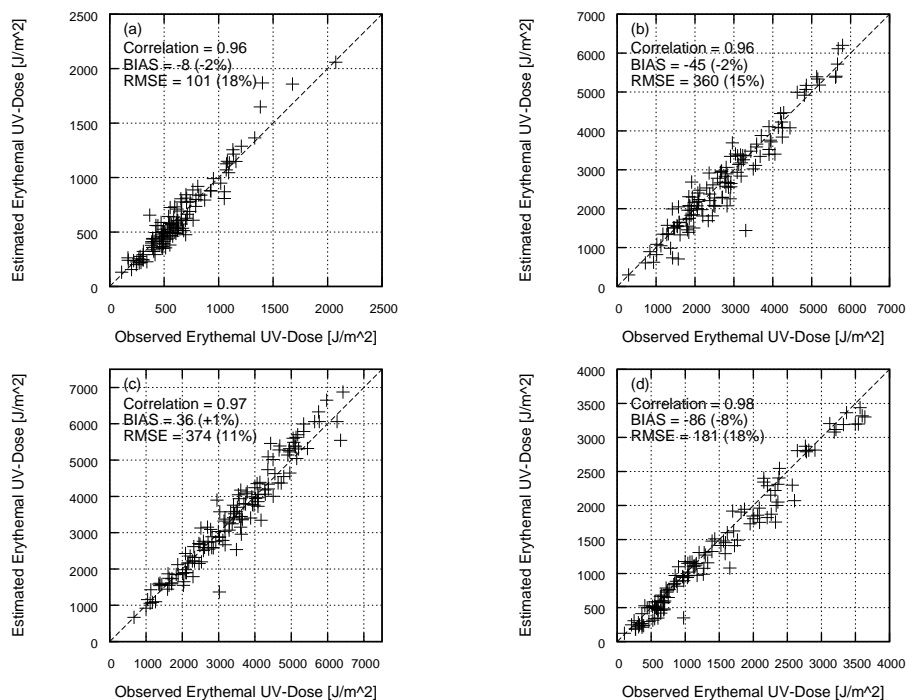 Estimated Erythemal UV-Dose [J/m^2]
2500
2000
1500
1000
500
0
(a)
Correlation = 0.96
BIAS = -8 (-2%)
RMSE = 101 (18%)
0 500 1000 1500 2000 2500
Observed Erythemal UV-Dose [J/m^2]
Estimated Erythemal UV-Dose [J/m^2]
7000
6000
5000
4000
3000
2000
1000
0
(b)
Correlation = 0.96
BIAS = -45 (-2%)
RMSE = 360 (15%)
0 1000 2000 3000 4000 5000 6000 7000
Observed Erythemal UV-Dose [J/m^2]
Estimated Erythemal UV-Dose [J/m^2]
7000
6000
5000
4000
3000
2000
1000
0
(c)
Correlation = 0.97
BIAS = 36 (+1%)
RMSE = 374 (11%)
0 1000 2000 3000 4000 5000 6000 7000
Observed Erythemal UV-Dose [J/m^2]
Estimated Erythemal UV-Dose [J/m^2]
4000
3500
3000
2500
2000
1500
1000
500
0
(d)
Correlation = 0.98
BIAS = -86 (-8%)
RMSE = 181 (18%)
0 500 1000 1500 2000 2500 3000 3500 4000
Observed Erythemal UV-Dose [J/m^2]